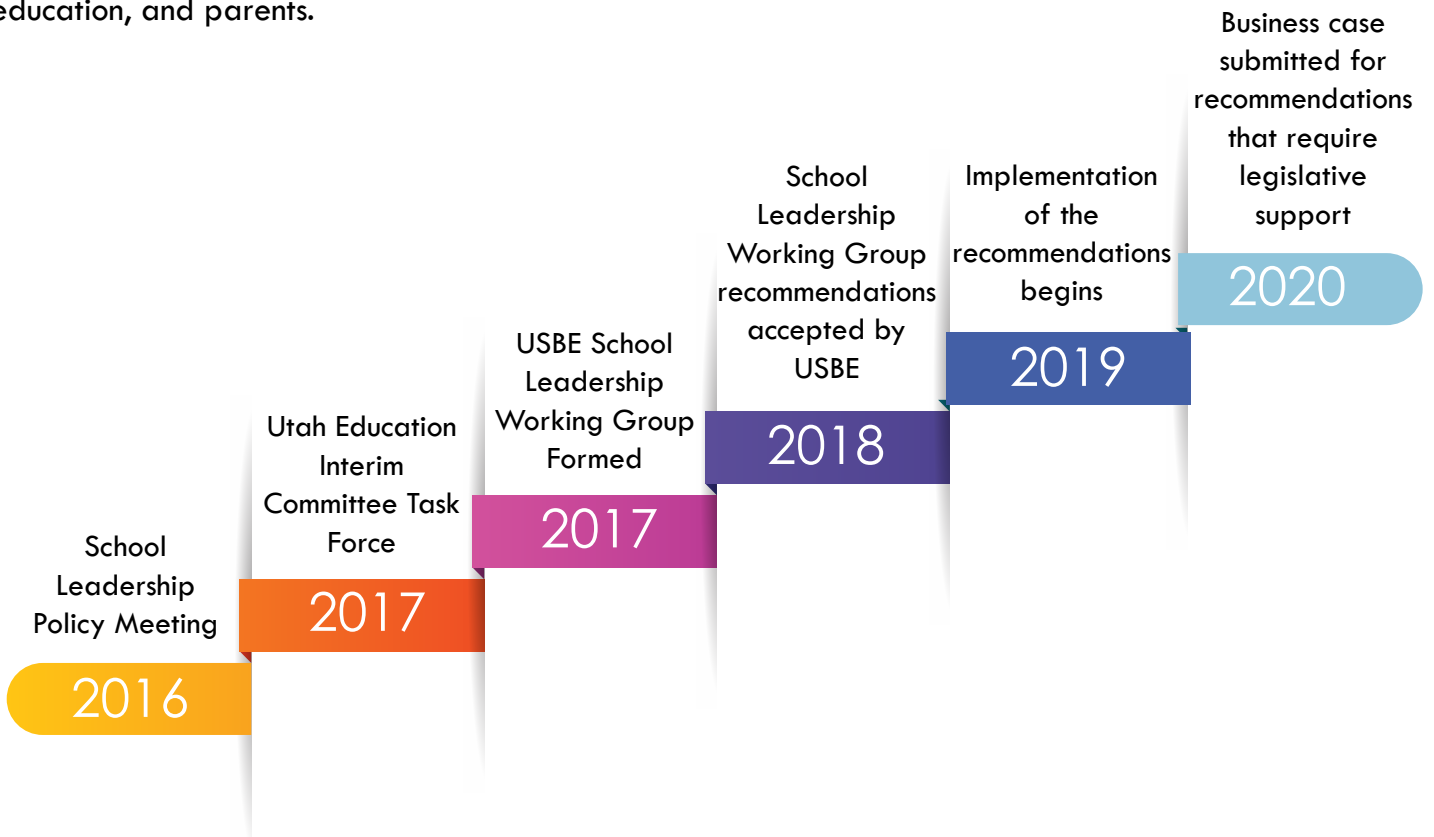 education, and parents.
School
Leadership
Policy Meeting
2016
Utah Education
Interim
Committee Task
Force
2017
USBE School
Leadership
Working Group
Formed
2017
School
Leadership
Working Group
recommendations
accepted by
USBE
2018
Implementation
of the
recommendations
begins
2019
Business case
submitted for
recommendations
that require
legislative
support
2020